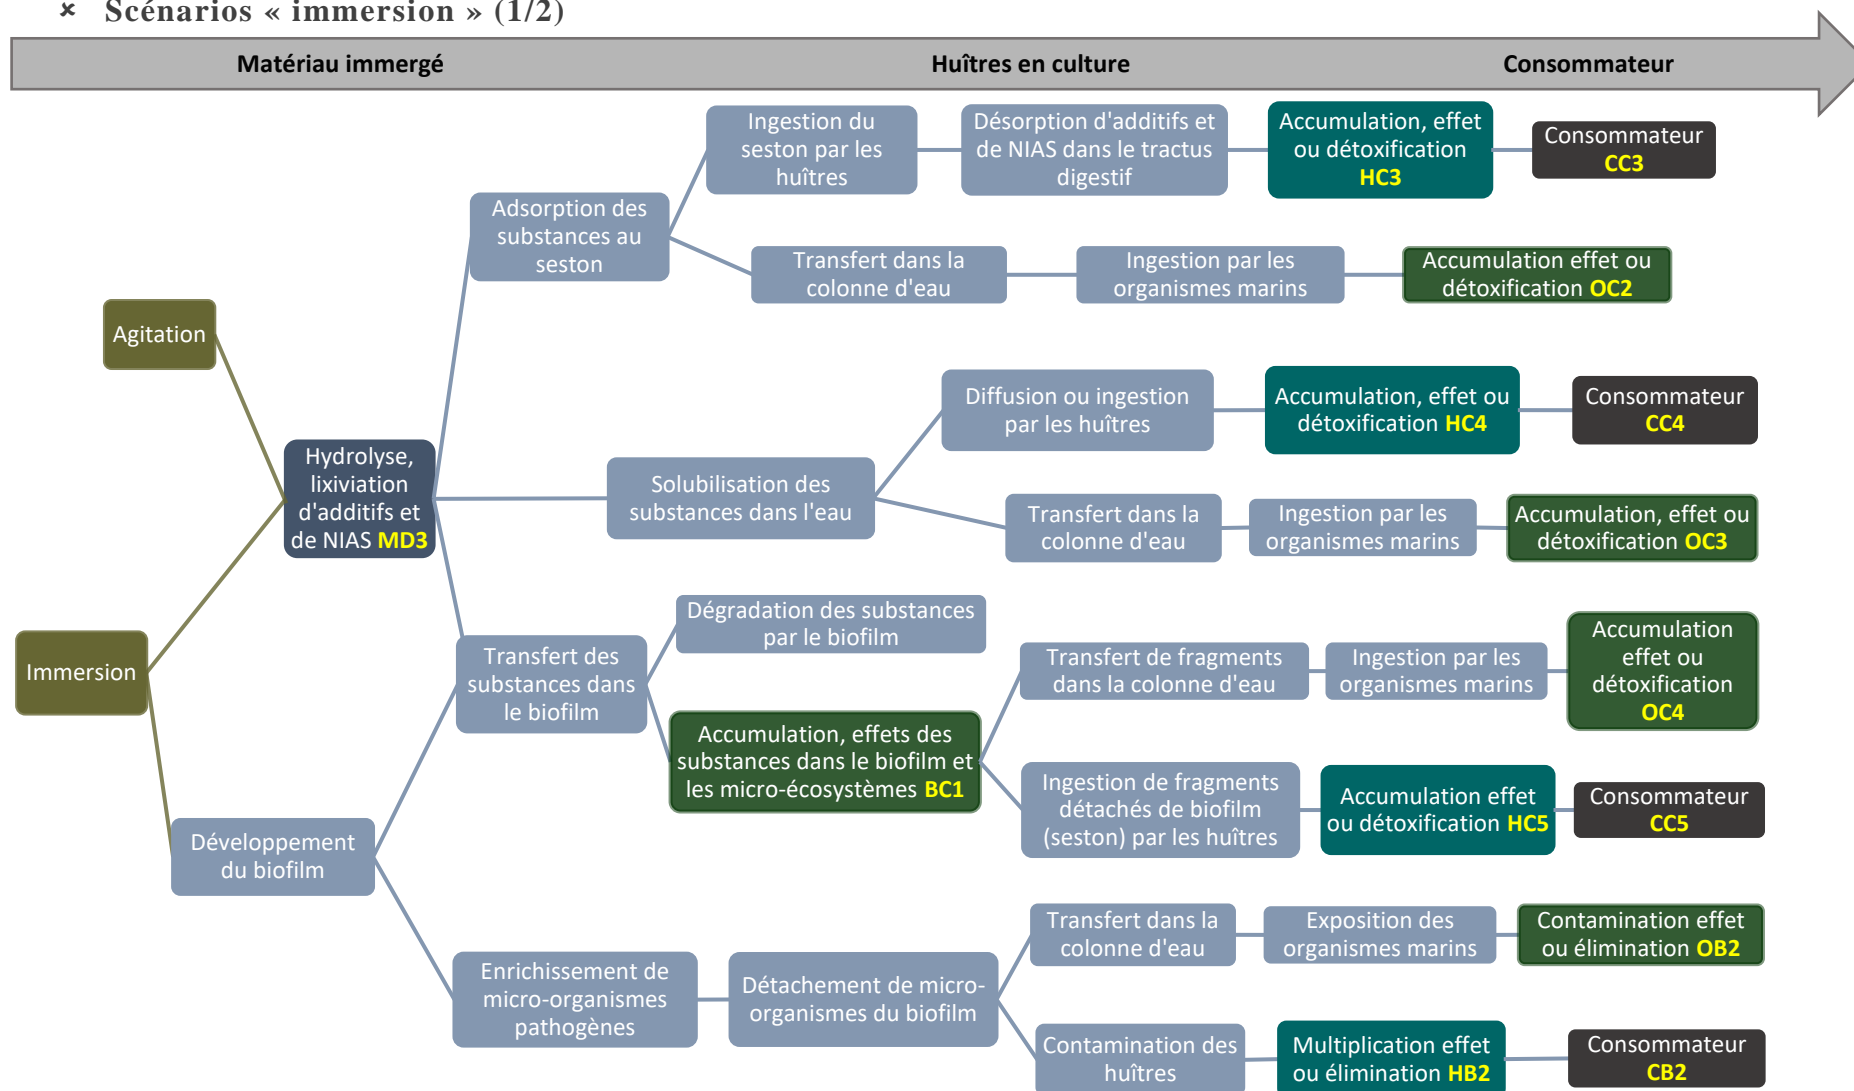 × Scénarios « immersion » (1/2)
Matériau immergé
Huîtres en culture
Consommateur
Ingestion du
seston par les
huîtres
Désorption d'additifs et
de NIAS dans le tractus
digestif
Accumulation, effet
ou détoxification
HC3
Consommateur
CC3
Adsorption des
substances au
seston
Transfert dans la
colonne d'eau
Ingestion par les
organismes marins
Accumulation effet ou
détoxification OC2
Agitation
Diffusion ou ingestion
par les huîtres
Accumulation, effet ou
détoxification HC4
Consommateur
CC4
Hydrolyse,
lixiviation
d'additifs et
de NIAS MD3
Solubilisation des
substances dans l'eau
Transfert dans la
colonne d'eau
Ingestion par les
organismes marins
Accumulation, effet ou
détoxification OC3
Dégradation des substances
par le biofilm
Immersion
Transfert des
substances dans
le biofilm
Transfert de fragments
dans la colonne d'eau
Ingestion par les
organismes marins
Accumulation
effet ou
détoxification
OC4
Accumulation, effets des
substances dans le biofilm et
les micro-écosystèmes BC1
Ingestion de fragments
détachés de biofilm
(seston) par les huîtres
Accumulation effet
ou détoxification HC5
Consommateur
CC5
Développement
du biofilm
Transfert dans la
colonne d'eau
Exposition des
organismes marins
Contamination effet
ou élimination OB2
Enrichissement de
micro-organismes
pathogènes
Détachement de micro-
organismes du biofilm
Contamination des
huîtres
Multiplication effet
ou élimination HB2
Consommateur
CB2